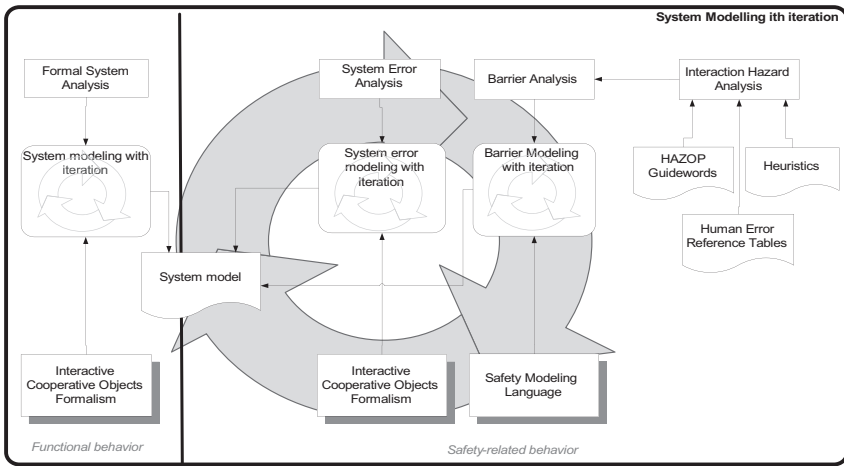 System Modelling ith iteration
Formal System
Analysis
System Error
Analysis
Barrier Analysis
Interaction Hazard
Analysis
System modeling with
iteration
System error
modeling with
iteration
Barrier Modeling
with iteration
HAZOP
Guidewords
Heuristics
Human Error
Reference Tables
System model
Interactive
Cooperative Objects
Formalism
Interactive
Cooperative Objects
Formalism
Safety Modeling
Language
Functional behavior
Safety-related behavior